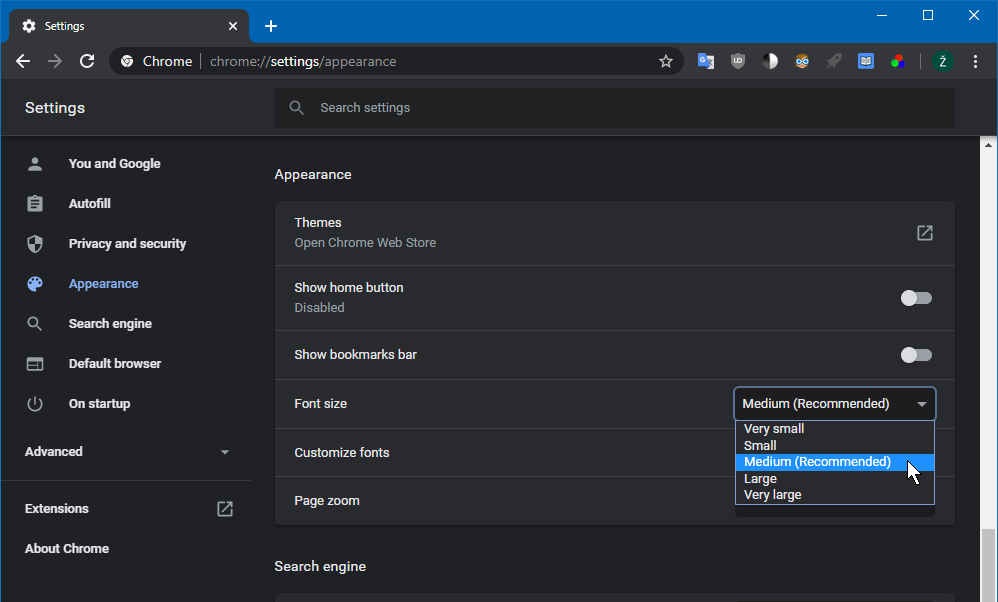 Settings
Chrome
chrome://settings/appearance
UD
Ž
Settings
Search settings
You and Google
Autofill
Privacy and security
Appearance
Search engine
Default browser
On startup
Advanced
Extensions
About Chrome
Appearance
Themes
Open Chrome Web Store
Show home button
Disabled
Show bookmarks bar
Font size
Medium (Recommended)
Very small
Small
Medium (Recommended)
Large
Very large
Customize fonts
Page zoom
Search engine